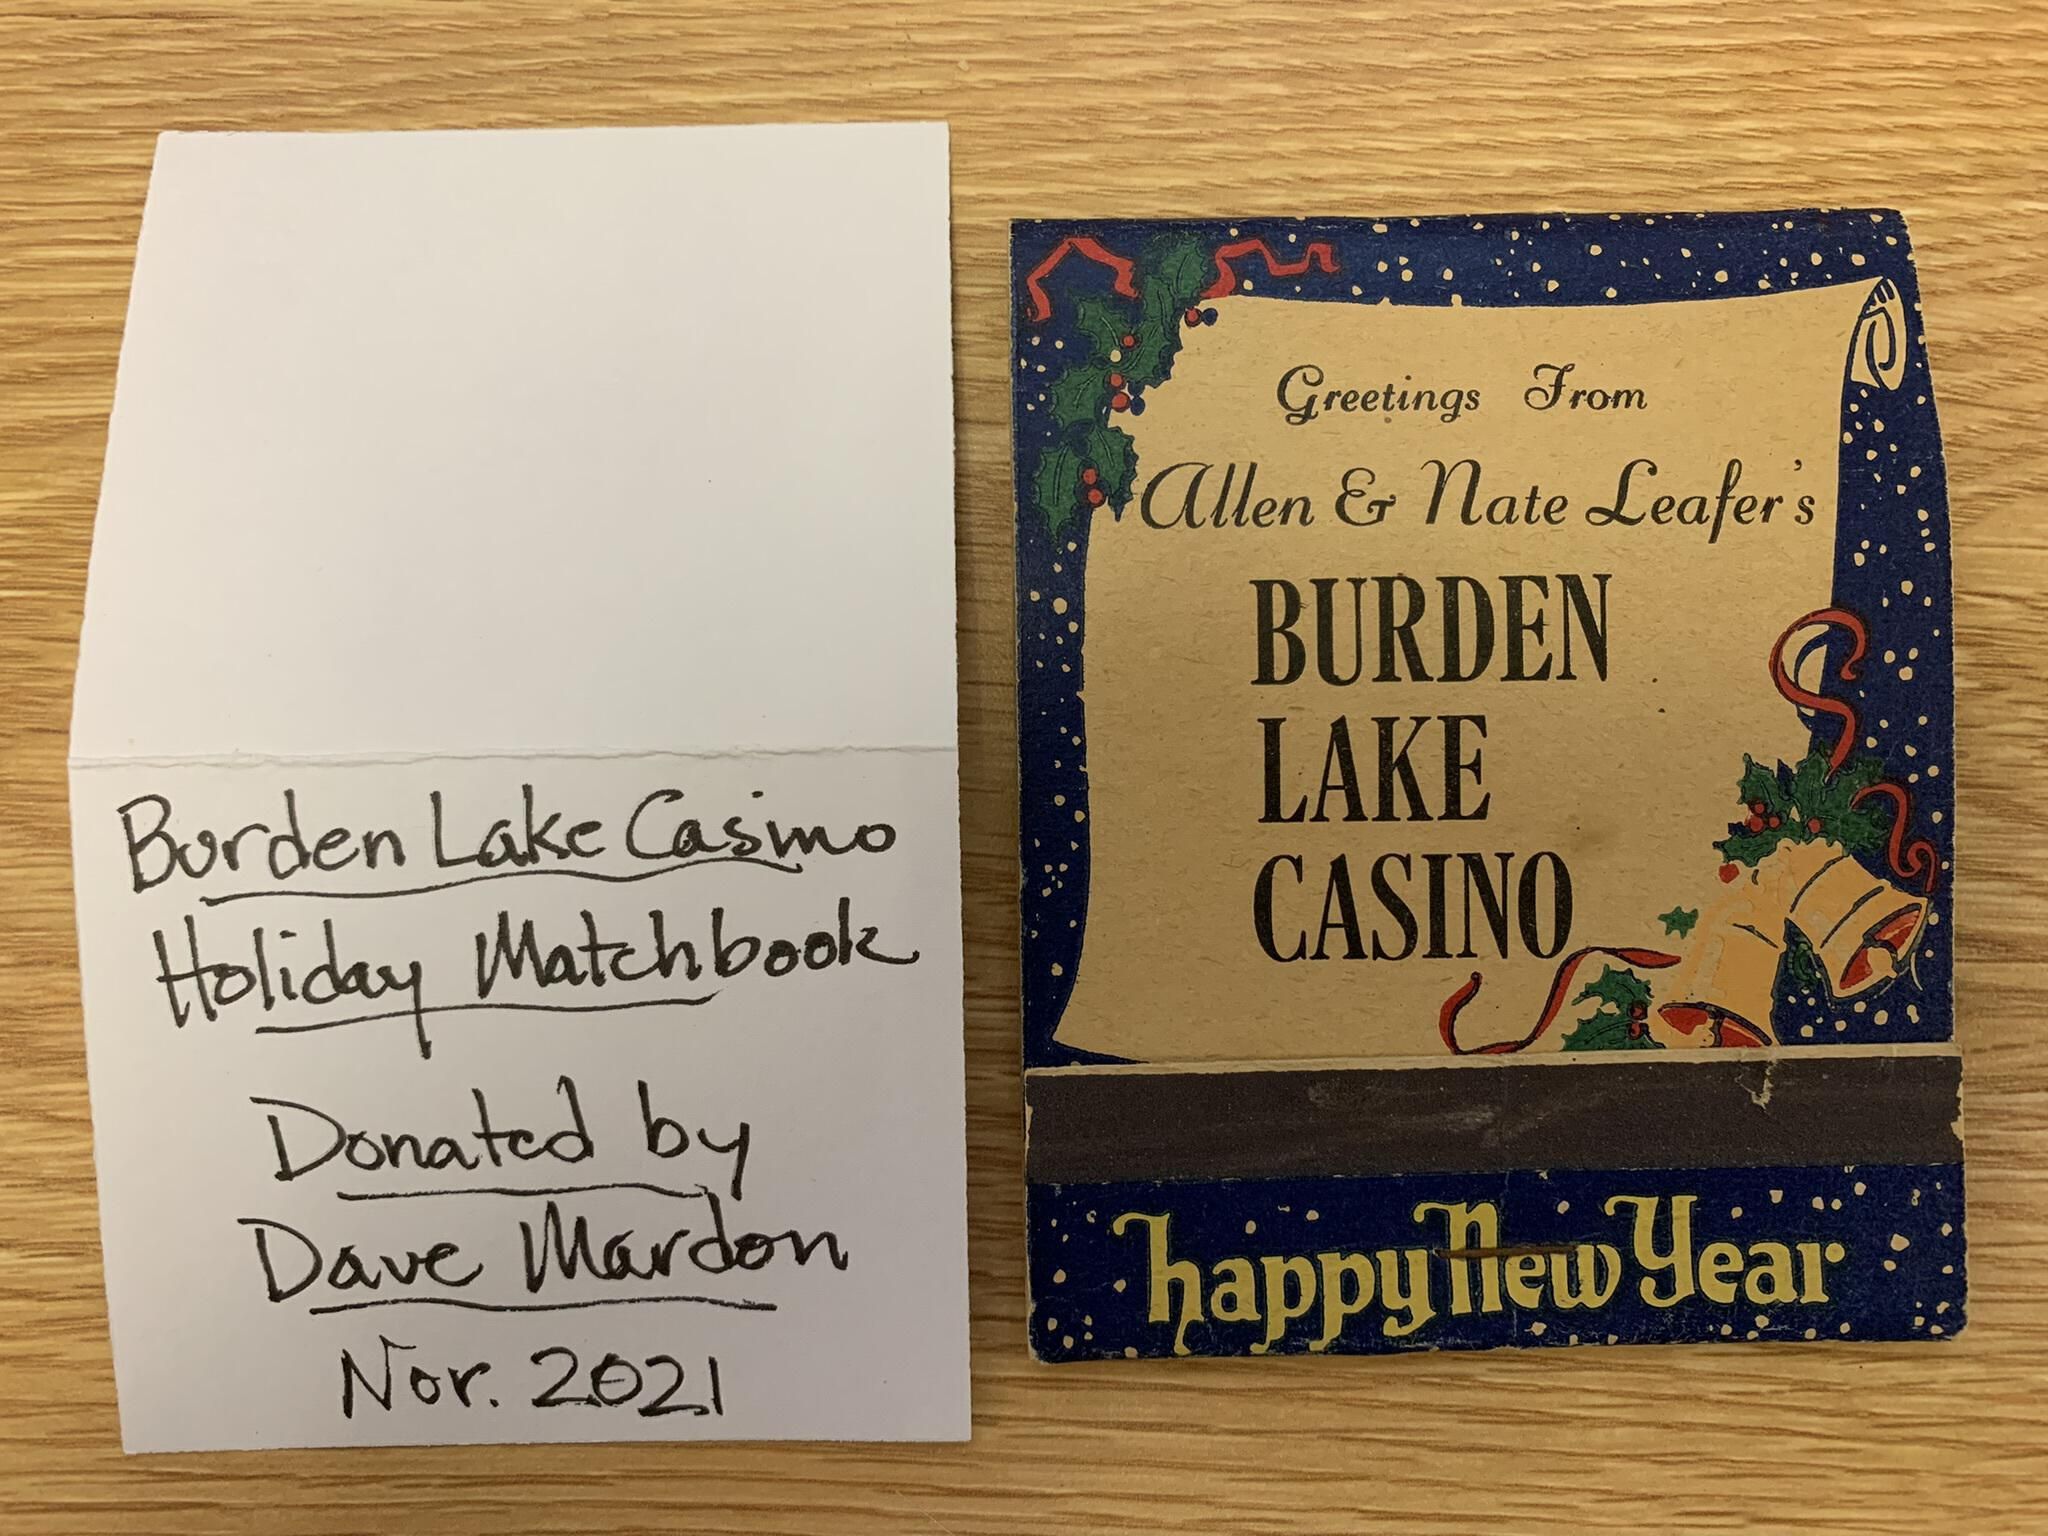 Burden Lake Casino
Holiday Matchbook
Donated by
Dave Mardon
Nov. 2021
Greetings From
Allen & Nate Leafer's
BURDEN
LAKE
CASINO
happy New Year